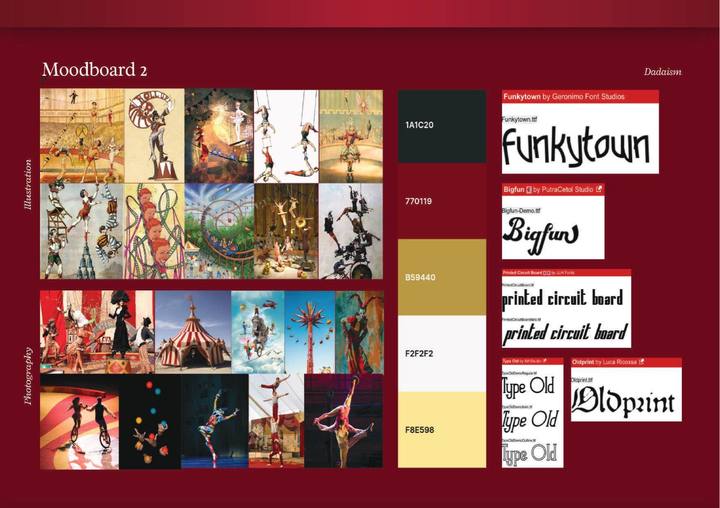 Moodboard 2
Dadaism
Illustration
Photography
1A1C20
770119
B59440
F2F2F2
F8E598
Funkytown by Geronimo Font Studios
Funkytown.ttf
Funkytown
Bigfun by PutraCetol Studio
Bigfun-Demo.ttf
Bigfun
Printed Circuit Board
printed circuit board
printed circuit board
Type Old
Type Old
Type Old
Type Old
Oldprint by Luca Ricossa
Oldprint.ttf
Oldprint